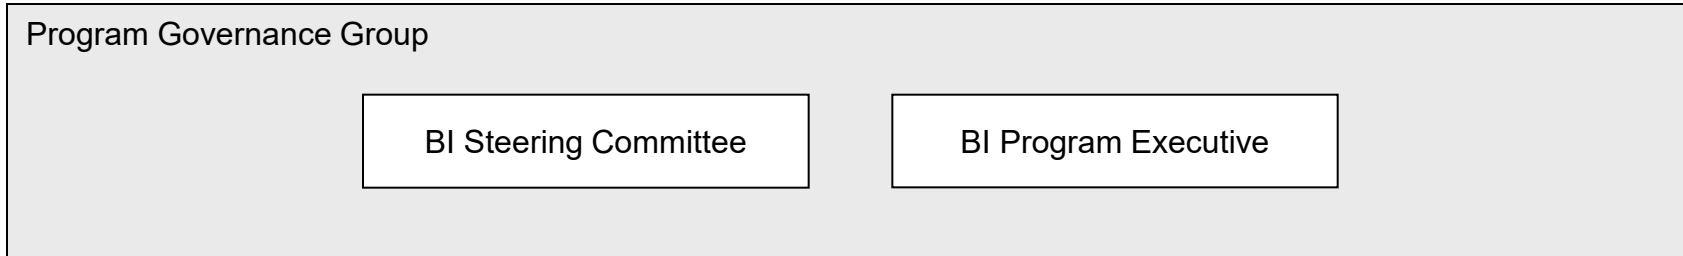 Program Governance Group
BI Steering Committee
BI Program Executive